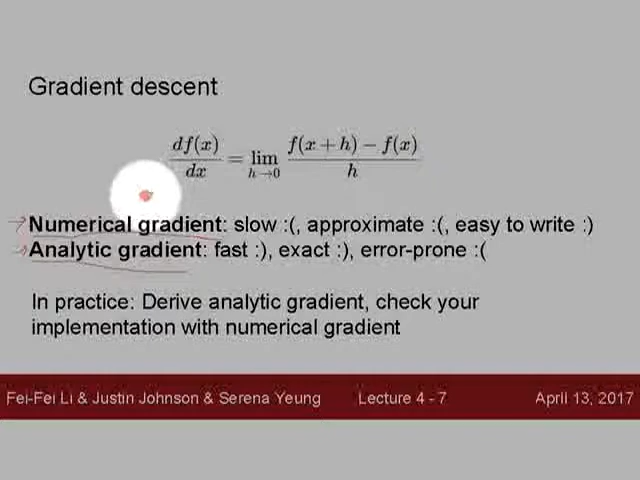 Gradient descent
df(x)/dx = lim h→0 f(x + h) − f(x)/h
Numerical gradient: slow :(, approximate :(, easy to write :)
Analytic gradient: fast :), exact :), error-prone :(
In practice: Derive analytic gradient, check your
implementation with numerical gradient
Fei-Fei Li & Justin Johnson & Serena Yeung Lecture 4 - 7 April 13, 2017